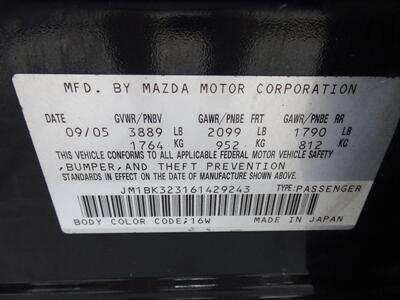 MFD. BY MAZDA MOTOR CORPORATION
DATE GVWR/PNBV GAWR/PNBE FRT GAWR/PNBE RR
09/05 3889 LB 2099 LB 1790 LB
1764 KG 952 KG 812 KG
THIS VEHICLE CONFORMS TO ALL APPLICABLE FEDERAL MOTOR VEHICLE SAFETY,
,BUMPER,AND THEFT PREVENTION
STANDARDS IN EFFECT ON THE DATE OF MANUFACTURE SHOWN ABOVE.
JM1BK323161429243 TYPE:PASSENGER
BODY COLOR CODE;16W MADE IN JAPAN